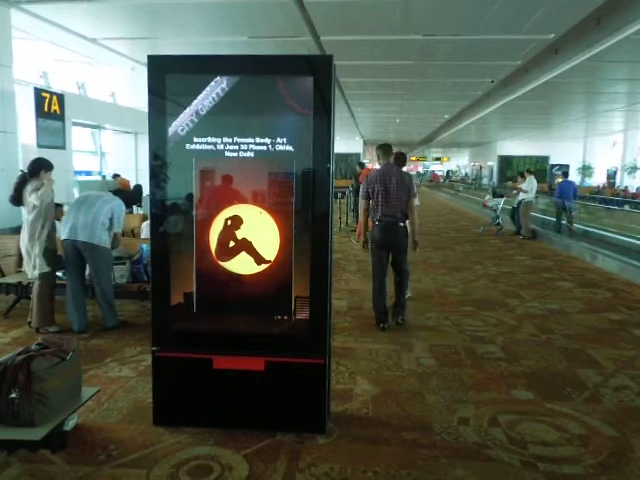 7A
CITY GRITTY
Inscribing the Female Body - Art
Exhibition, till June 30 Phase 1, Okhla,
New Delhi